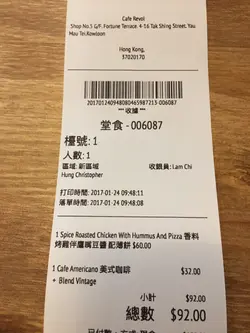 Cafe Revol
Shop No.5 G/F. Fortune Terrace. 4-16 Tak Shing Street. Yau
Mau Tei.Kowloon
Hong Kong,
37020170
201701240948080465987213-006087
*** 收據 ***
堂食 -006087
檯號: 1
人數: 1
區域: 新區域
收銀員: Lam Chi
Hung Christopher
打印時間: 2017-01-24 09:48:11
落單時間: 2017-01-24 09:48:08
1 Spice Roasted Chicken With Hummus And Pizza 香料
烤雞伴鷹嘴豆醬 配薄餅 $60.00
1 Cafe Americano 美式咖啡 $32.00
+ Blend Vintage
小計 $92.00
總數 $92.00